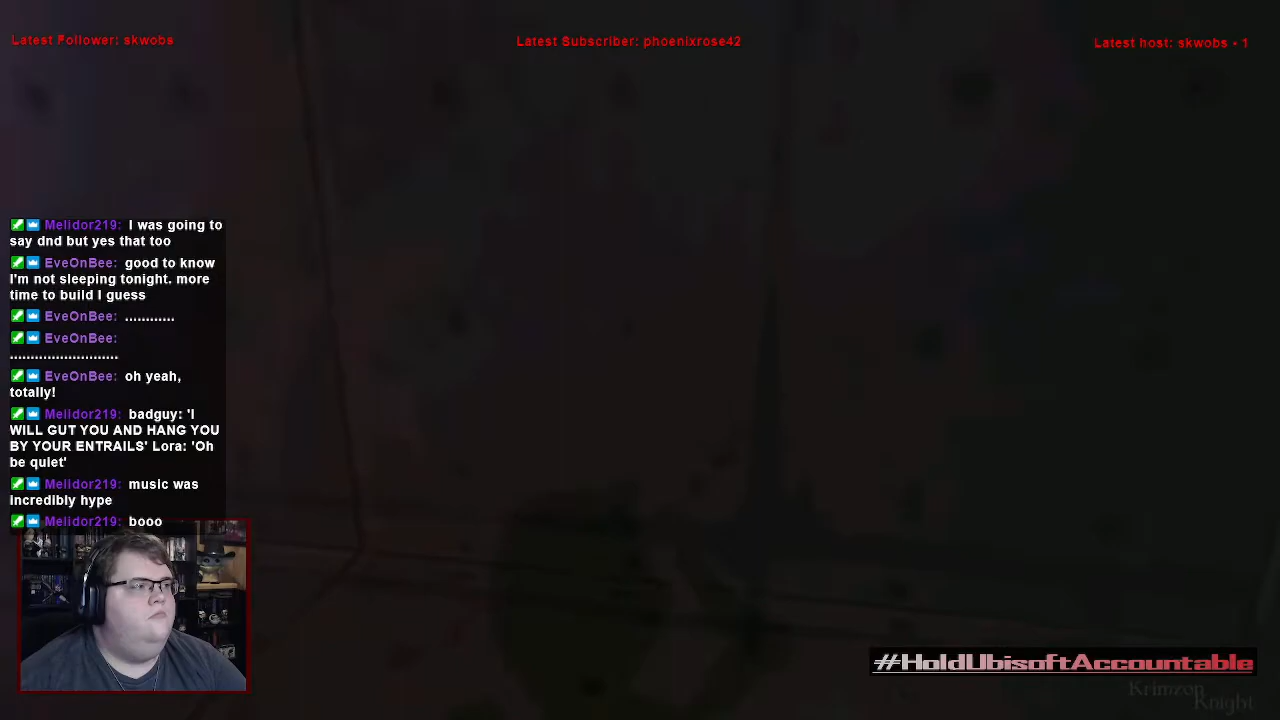 Latest Follower: skwobs
Latest Subscriber: phoenixrose42
Latest host: skwobs - 1
Melidor219: I was going to
say dnd but yes that too
EveOnBee: good to know
I'm not sleeping tonight. more
time to build I guess
EveOnBee: ............
EveOnBee:
..........................
EveOnBee: oh yeah,
totally!
Melidor219: badguy: 'I
WILL GUT YOU AND HANG YOU
BY YOUR ENTRAILS' Lora: 'Oh
be quiet'
Melidor219: music was
incredibly hype
Melidor219: booo
#HoldUbisoftAccountable
Krimzon
Knight